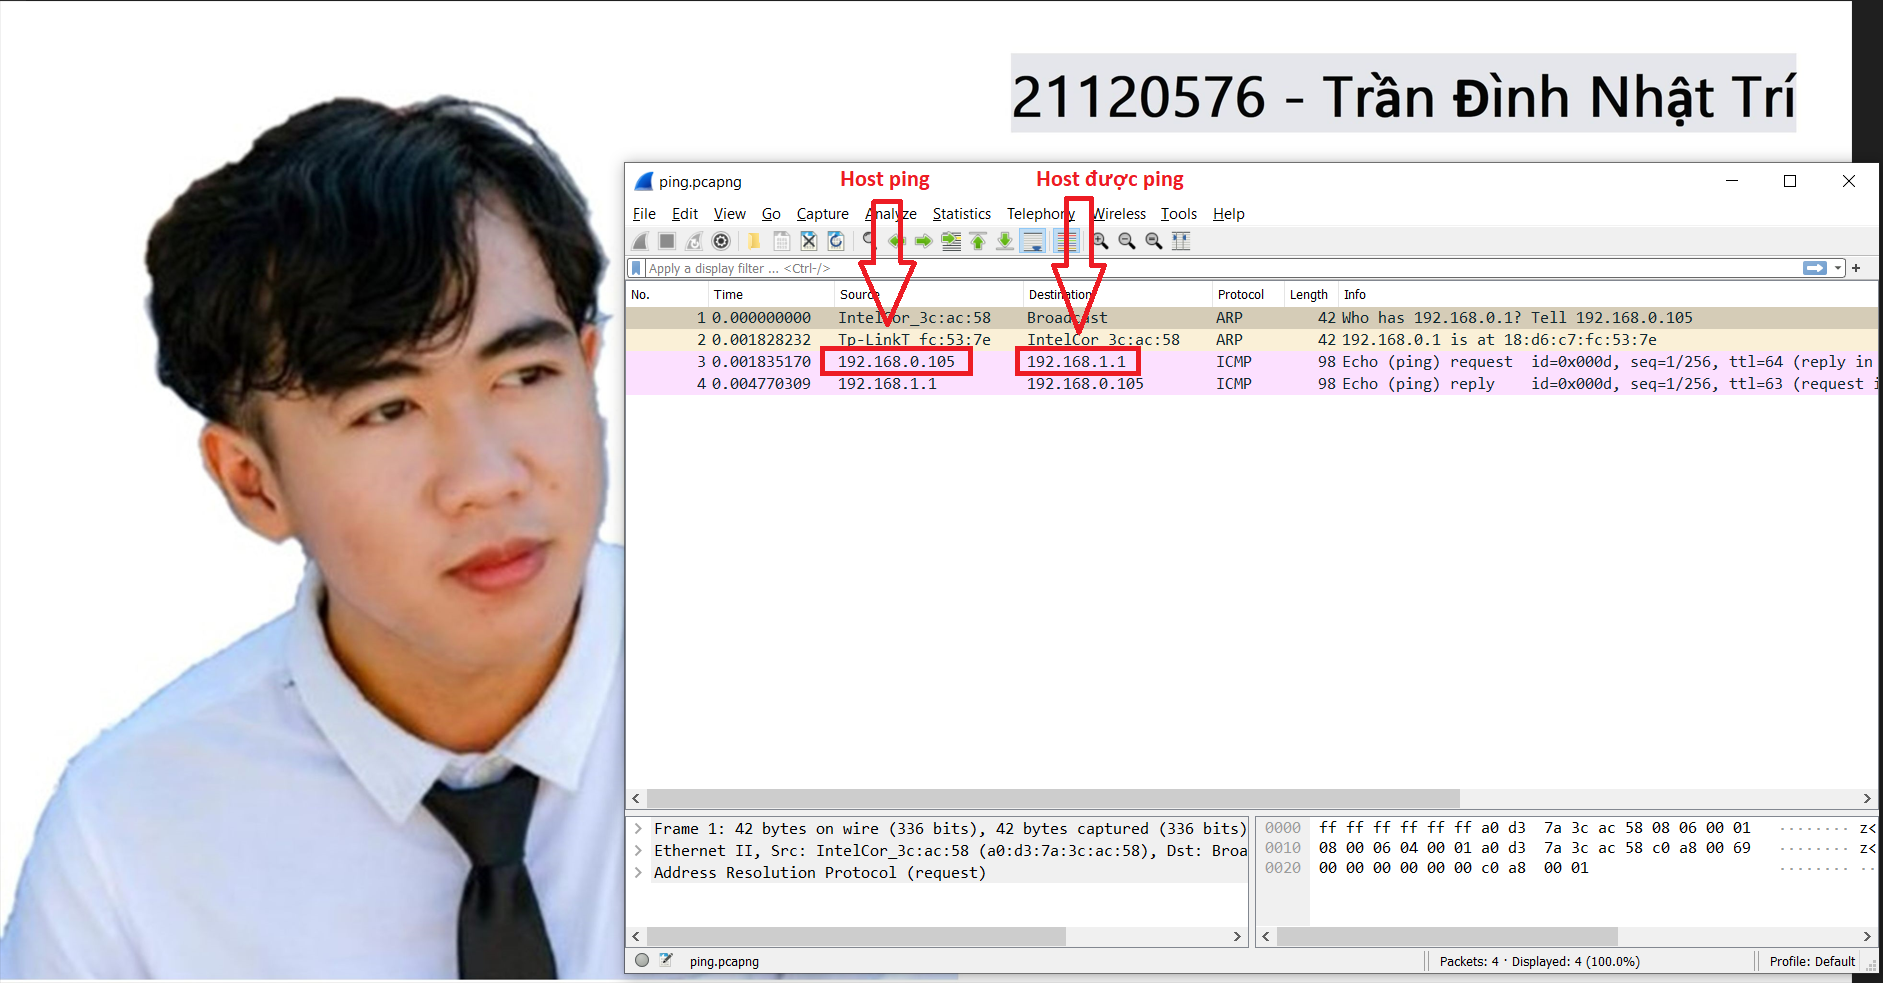 21120576 - Trần Đình Nhật Trí
ping.pcapng
Host ping
Host được ping
File Edit View Go Capture Analyze Statistics Telephony Wireless Tools Help
Apply a display filter ... <Ctrl-/>
No. Time Source Destination Protocol Length Info
1 0.000000000 IntelCor_3c:ac:58 Broadcast ARP 42 Who has 192.168.0.1? Tell 192.168.0.105
2 0.001828232 Tp-LinkT_fc:53:7e IntelCor_3c:ac:58 ARP 42 192.168.0.1 is at 18:d6:c7:fc:53:7e
3 0.001835170 192.168.0.105 192.168.1.1 ICMP 98 Echo (ping) request id=0x000d, seq=1/256, ttl=64 (reply in
4 0.004770309 192.168.1.1 192.168.0.105 ICMP 98 Echo (ping) reply id=0x000d, seq=1/256, ttl=63 (request i
Frame 1: 42 bytes on wire (336 bits), 42 bytes captured (336 bits)
Ethernet II, Src: IntelCor_3c:ac:58 (a0:d3:7a:3c:ac:58), Dst: Broa
Address Resolution Protocol (request)
0000 ff ff ff ff ff ff a0 d3 7a 3c ac 58 08 06 00 01 ········ z<
0010 08 00 06 04 00 01 a0 d3 7a 3c ac 58 c0 a8 00 69 ········ z<
0020 00 00 00 00 00 00 c0 a8 00 01 ········ ··
ping.pcapng
Packets: 4 · Displayed: 4 (100.0%)
Profile: Default